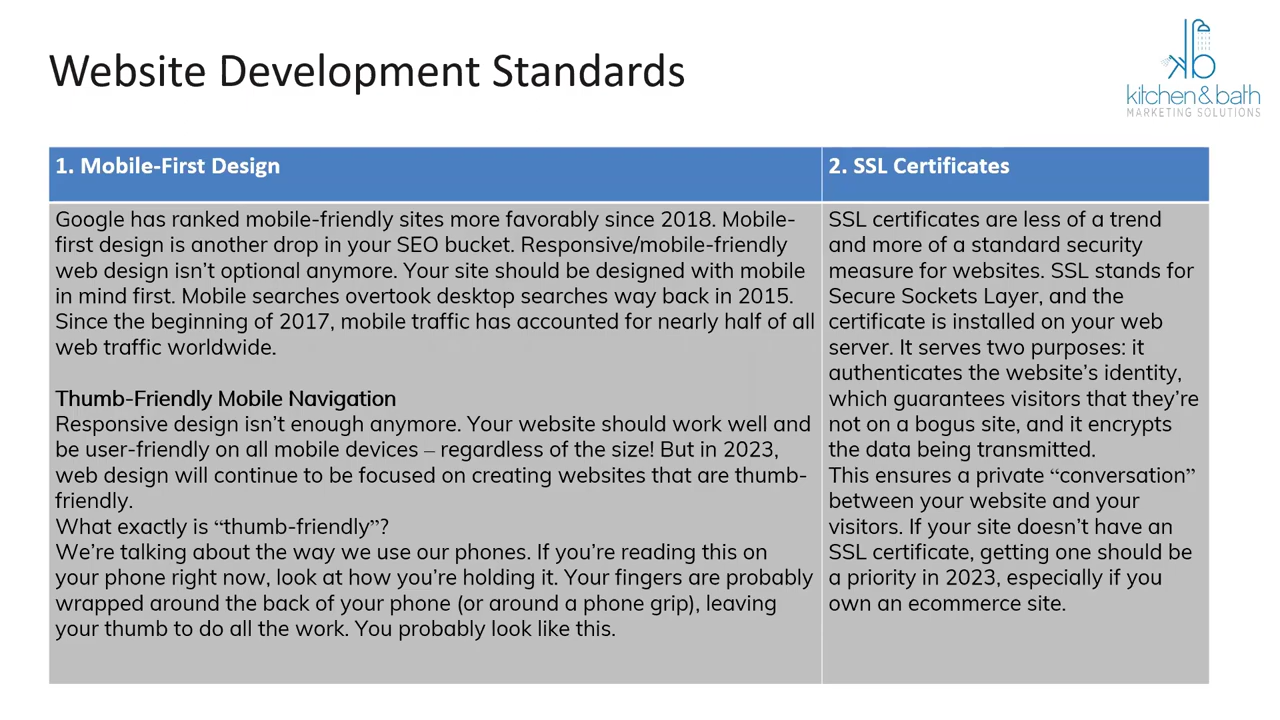 Website Development Standards
kitchen&bath
MARKETING SOLUTIONS
1. Mobile-First Design
Google has ranked mobile-friendly sites more favorably since 2018. Mobile-
first design is another drop in your SEO bucket. Responsive/mobile-friendly
web design isn't optional anymore. Your site should be designed with mobile
in mind first. Mobile searches overtook desktop searches way back in 2015.
Since the beginning of 2017, mobile traffic has accounted for nearly half of all
web traffic worldwide.
Thumb-Friendly Mobile Navigation
Responsive design isn't enough anymore. Your website should work well and
be user-friendly on all mobile devices – regardless of the size! But in 2023,
web design will continue to be focused on creating websites that are thumb-
friendly.
What exactly is “thumb-friendly”?
We're talking about the way we use our phones. If you're reading this on
your phone right now, look at how you're holding it. Your fingers are probably
wrapped around the back of your phone (or around a phone grip), leaving
your thumb to do all the work. You probably look like this.
2. SSL Certificates
SSL certificates are less of a trend
and more of a standard security
measure for websites. SSL stands for
Secure Sockets Layer, and the
certificate is installed on your web
server. It serves two purposes: it
authenticates the website's identity,
which guarantees visitors that they're
not on a bogus site, and it encrypts
the data being transmitted.
This ensures a private “conversation”
between your website and your
visitors. If your site doesn't have an
SSL certificate, getting one should be
a priority in 2023, especially if you
own an ecommerce site.